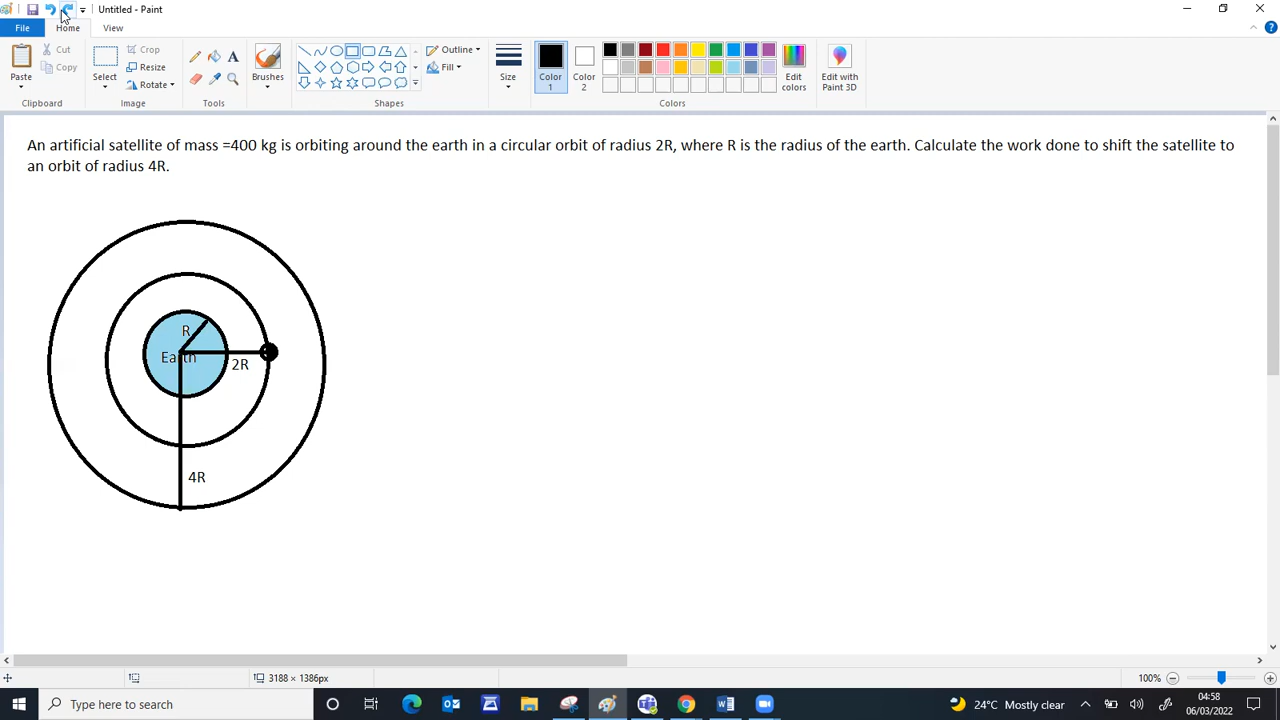 Untitled - Paint
File Home View
Paste
Cut
Copy
Clipboard
Select
Crop
Resize
Rotate
Image
Tools
Brushes
Shapes
Outline
Fill
Size
Color 1
Color 2
Edit colors
Colors
Edit with Paint 3D
An artificial satellite of mass =400 kg is orbiting around the earth in a circular orbit of radius 2R, where R is the radius of the earth. Calculate the work done to shift the satellite to
an orbit of radius 4R.
R
Earth
2R
4R
3188 × 1386px
100%
Type here to search
24°C Mostly clear
04:58
06/03/2022